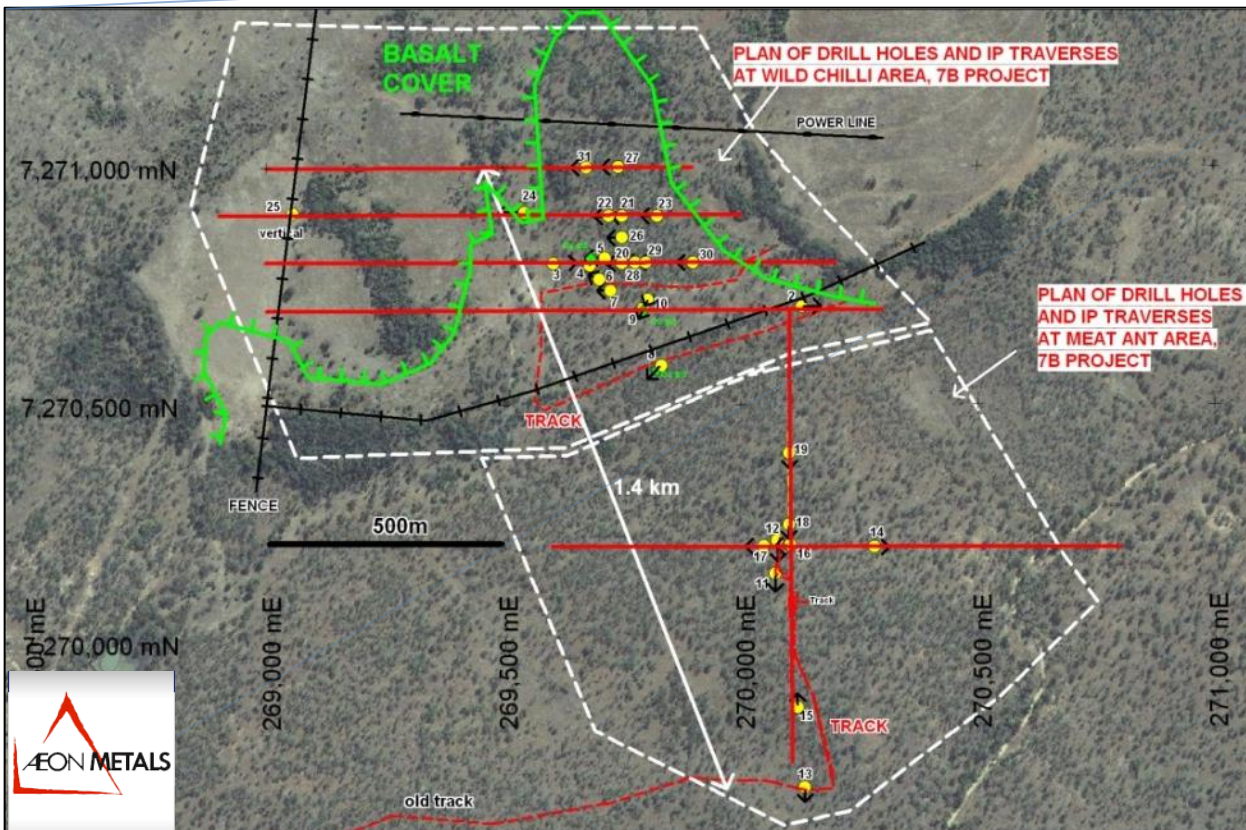 BASALT
COVER
PLAN OF DRILL HOLES AND IP TRAVERSES
AT WILD CHILLI AREA, 7B PROJECT
POWER LINE
7,271,000 mN
31
27
25
24
22
21
23
vertical
26
5
20
29
30
3
4
6
28
7
10
2
9
PLAN OF DRILL HOLES
AND IP TRAVERSES
AT MEAT ANT AREA,
7B PROJECT
7,270,500 mN
TRACK
19
1.4 km
FENCE
500m
18
12
14
17
16
11
Track
269,000 mE
269,500 mE
270,000 mE
270,500 mE
271,000 mE
7,270,000 mN
15
TRACK
13
old track
ÆON METALS